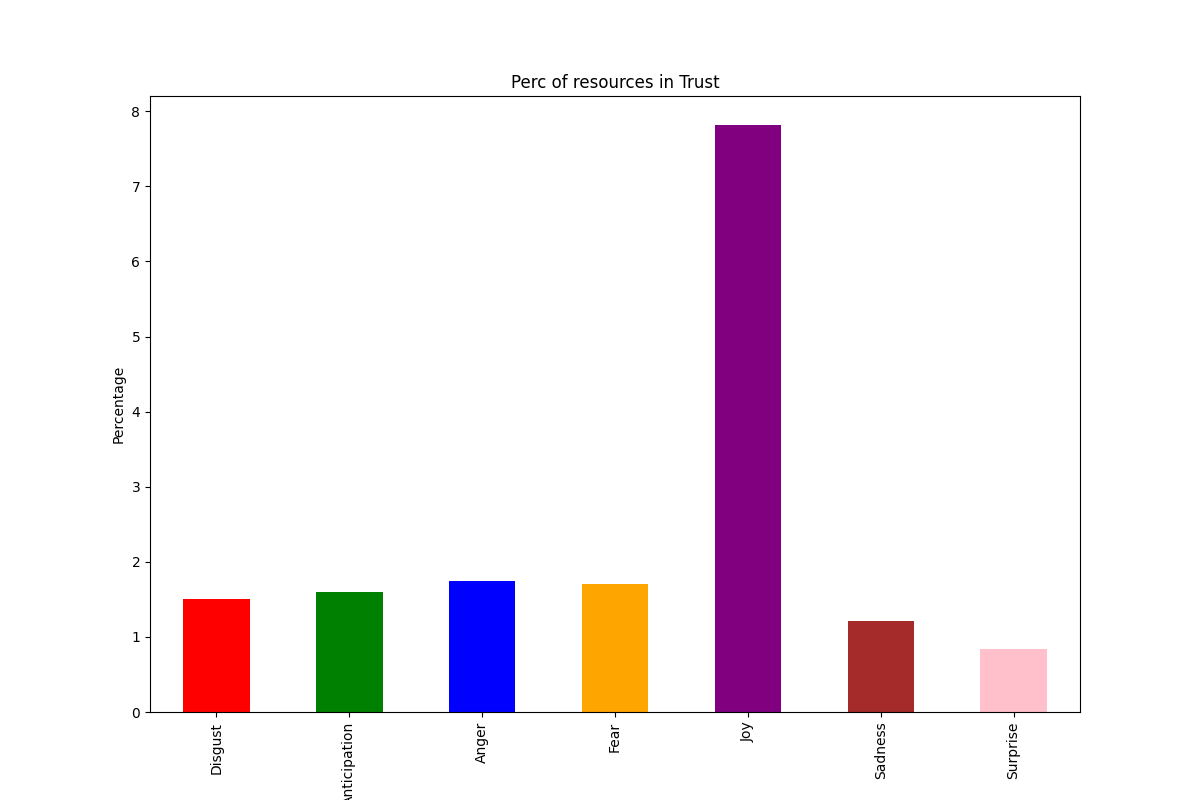 Perc of resources in Trust
Percentage
8
7
6
5
4
3
2
1
0
Disgust
nticipation
Anger
Fear
Joy
Sadness
Surprise